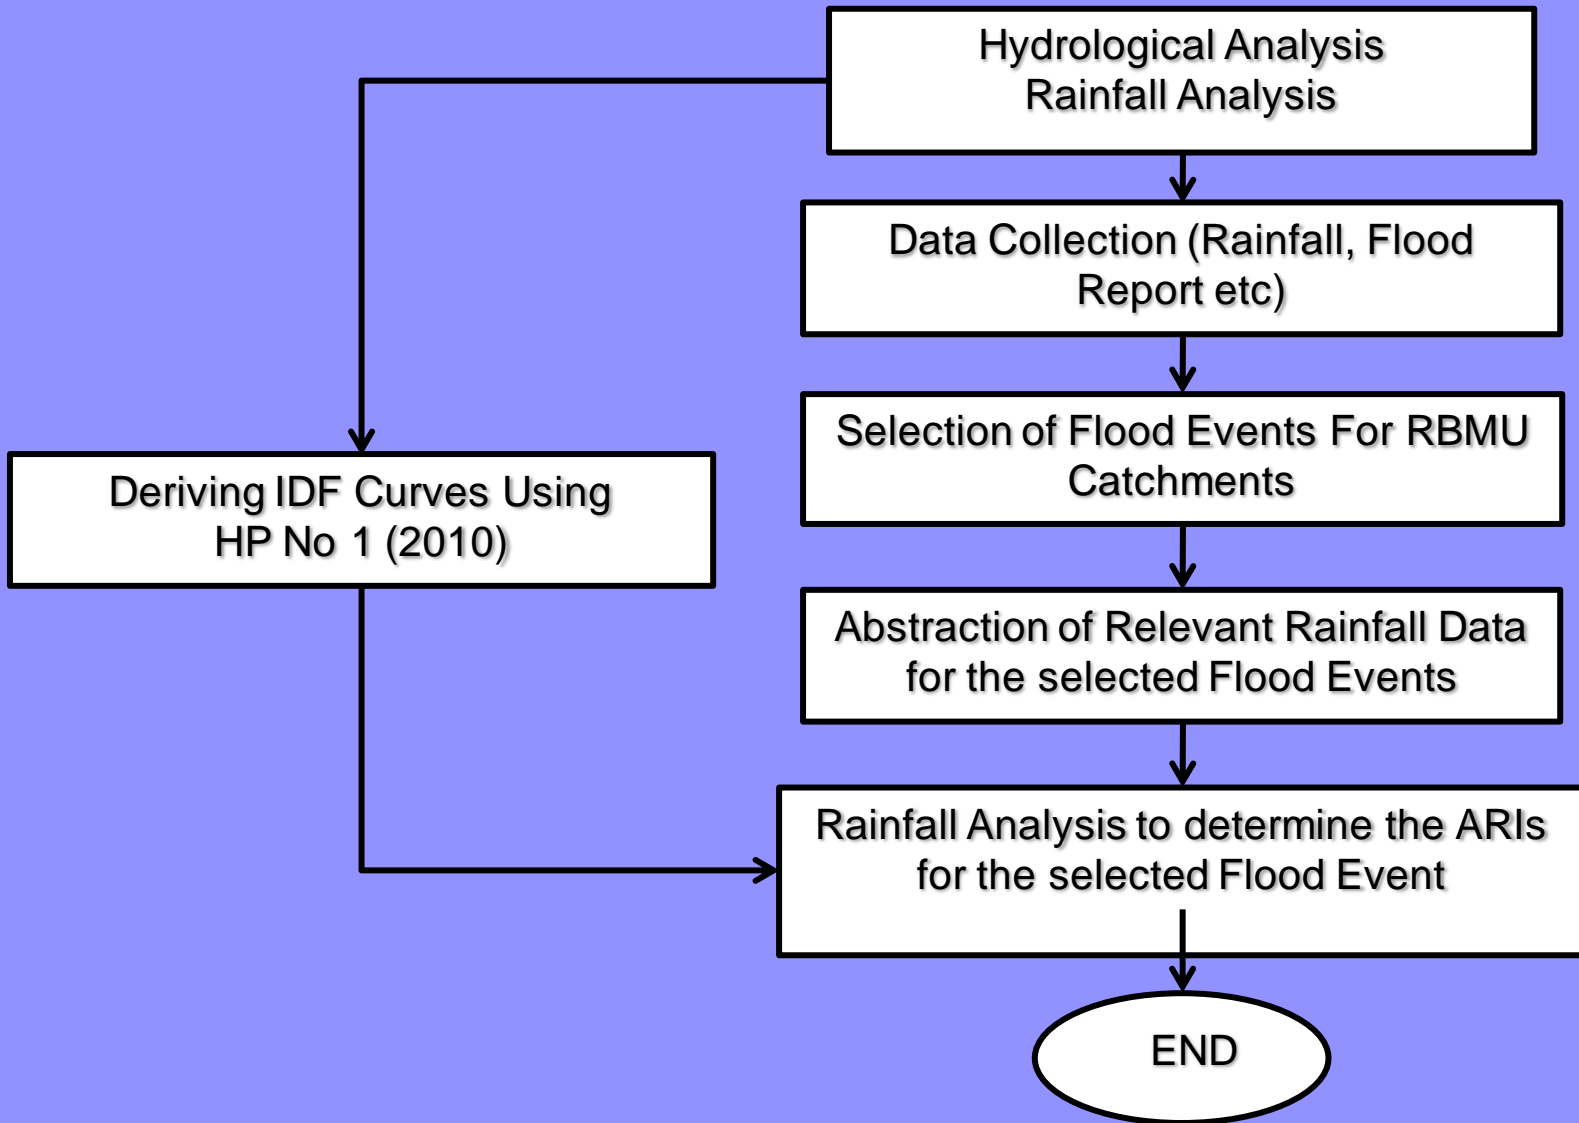 Hydrological Analysis
Rainfall Analysis
Data Collection (Rainfall, Flood
Report etc)
Selection of Flood Events For RBMU
Catchments
Deriving IDF Curves Using
HP No 1 (2010)
Abstraction of Relevant Rainfall Data
for the selected Flood Events
Rainfall Analysis to determine the ARIs
for the selected Flood Event
END